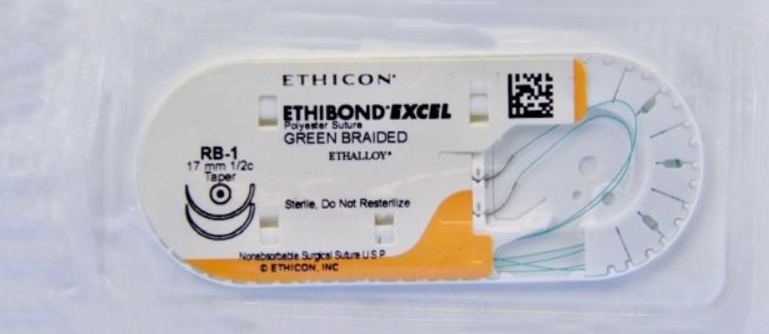 ETHICON*
ETHIBOND*EXCEL
Polyester Suture
GREEN BRAIDED
ETHALLOY*
RB-1
17 mm 1/2c
Taper
Sterile, Do Not Resterilize
Nonabsorbable Surgical Suture U S P
© ETHICON, INC